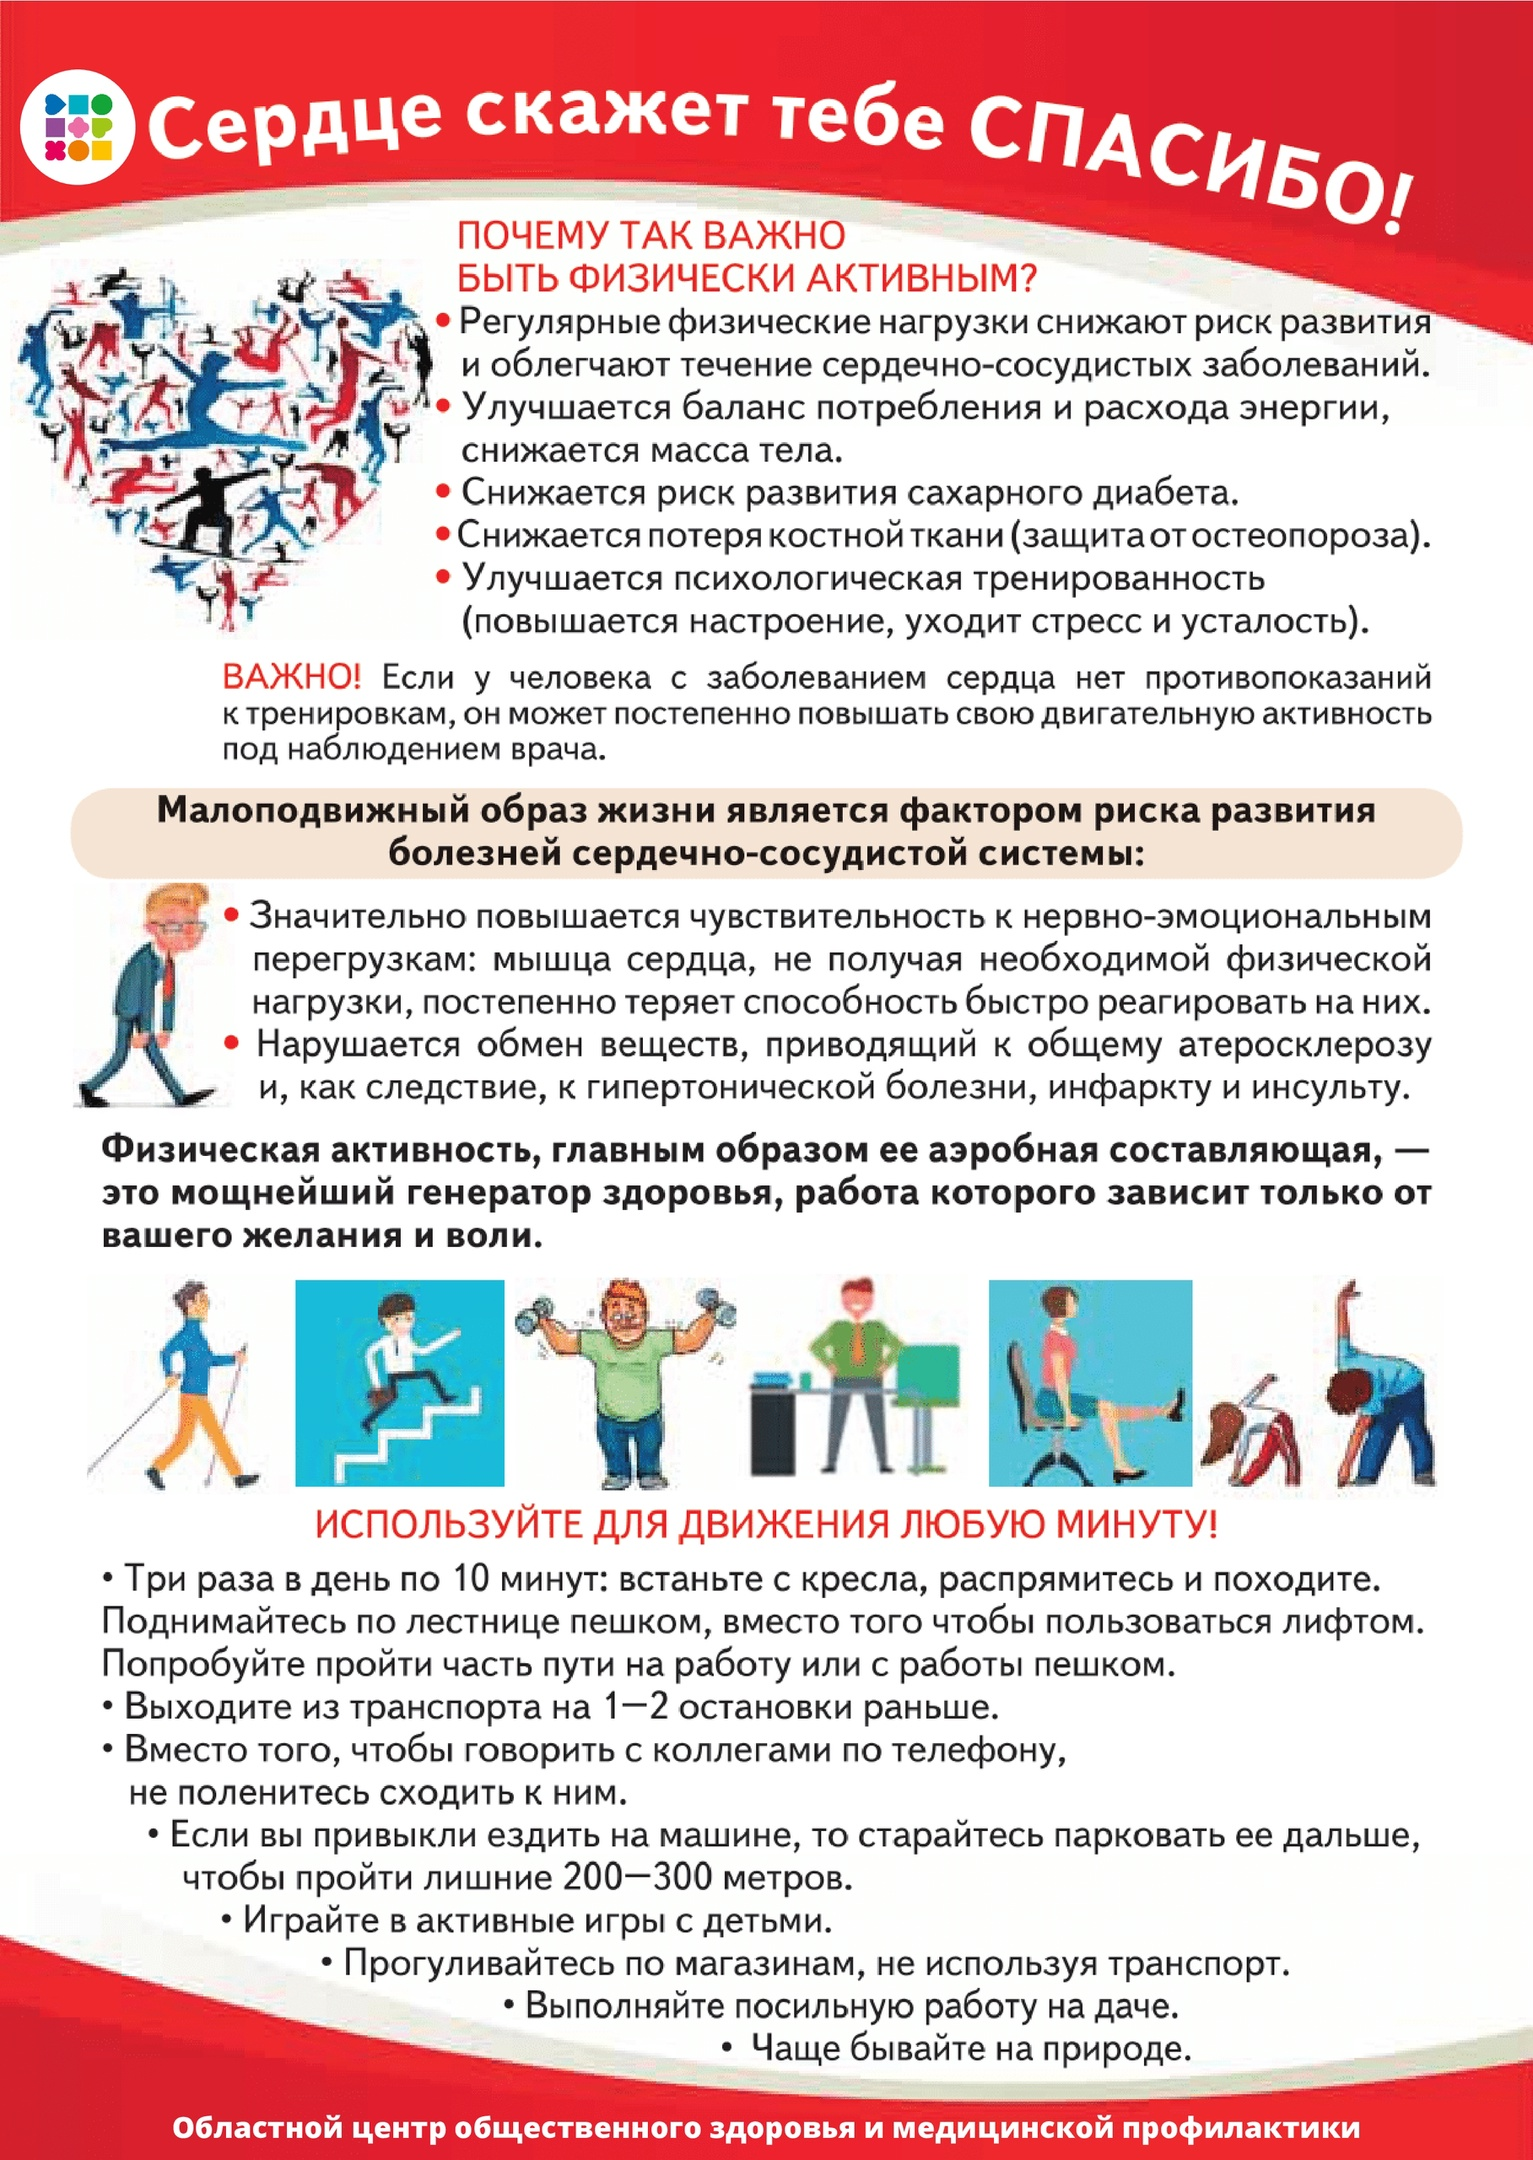 Сердце скажет тебе СПАСИБО!
ПОЧЕМУ ТАК ВАЖНО
БЫТЬ ФИЗИЧЕСКИ АКТИВНЫМ?
• Регулярные физические нагрузки снижают риск развития
и облегчают течение сердечно-сосудистых заболеваний.
• Улучшается баланс потребления и расхода энергии,
снижается масса тела.
• Снижается риск развития сахарного диабета.
• Снижается потеря костной ткани (защита от остеопороза).
• Улучшается психологическая тренированность
(повышается настроение, уходит стресс и усталость).
ВАЖНО! Если у человека с заболеванием сердца нет противопоказаний
к тренировкам, он может постепенно повышать свою двигательную активность
под наблюдением врача.
Малоподвижный образ жизни является фактором риска развития
болезней сердечно-сосудистой системы:
• Значительно повышается чувствительность к нервно-эмоциональным
перегрузкам: мышца сердца, не получая необходимой физической
нагрузки, постепенно теряет способность быстро реагировать на них.
• Нарушается обмен веществ, приводящий к общему атеросклерозу
и, как следствие, к гипертонической болезни, инфаркту и инсульту.
Физическая активность, главным образом ее аэробная составляющая, —
это мощнейший генератор здоровья, работа которого зависит только от
вашего желания и воли.
ИСПОЛЬЗУЙТЕ ДЛЯ ДВИЖЕНИЯ ЛЮБУЮ МИНУТУ!
• Три раза в день по 10 минут: встаньте с кресла, распрямитесь и походите.
Поднимайтесь по лестнице пешком, вместо того чтобы пользоваться лифтом.
Попробуйте пройти часть пути на работу или с работы пешком.
• Выходите из транспорта на 1—2 остановки раньше.
• Вместо того, чтобы говорить с коллегами по телефону,
не поленитесь сходить к ним.
• Если вы привыкли ездить на машине, то старайтесь парковать ее дальше,
чтобы пройти лишние 200—300 метров.
• Играйте в активные игры с детьми.
• Прогуливайтесь по магазинам, не используя транспорт.
• Выполняйте посильную работу на даче.
• Чаще бывайте на природе.
Областной центр общественного здоровья и медицинской профилактики